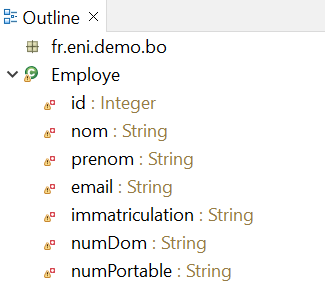 Outline
fr.eni.demo.bo
Employe
id : Integer
nom : String
prenom : String
email : String
immatriculation : String
numDom : String
numPortable : String